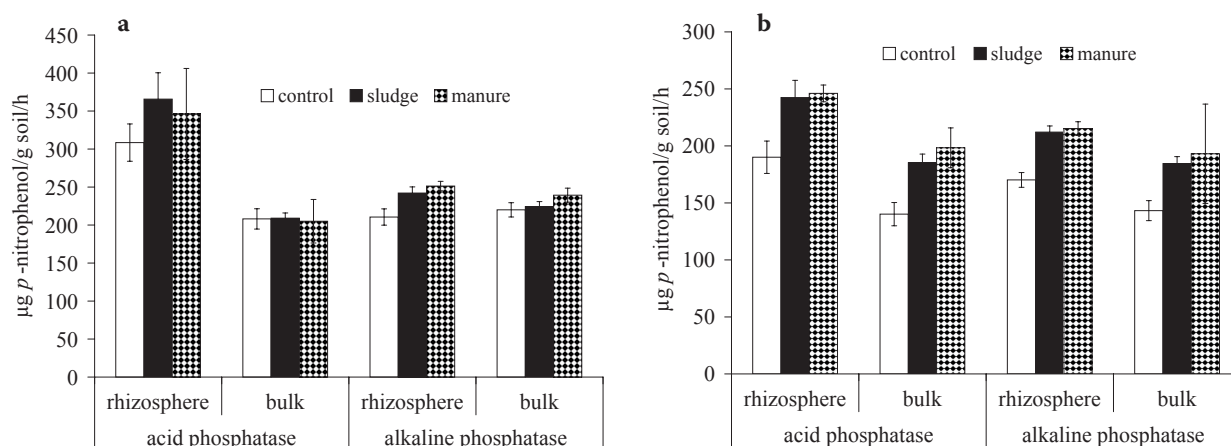 a
µg p -nitrophenol/g soil/h
450
400
350
300
250
200
150
100
50
0
control sludge manure
rhizosphere bulk rhizosphere bulk
acid phosphatase alkaline phosphatase
b
µg p -nitrophenol/g soil/h
300
250
200
150
100
50
0
control sludge manure
rhizosphere bulk rhizosphere bulk
acid phosphatase alkaline phosphatase